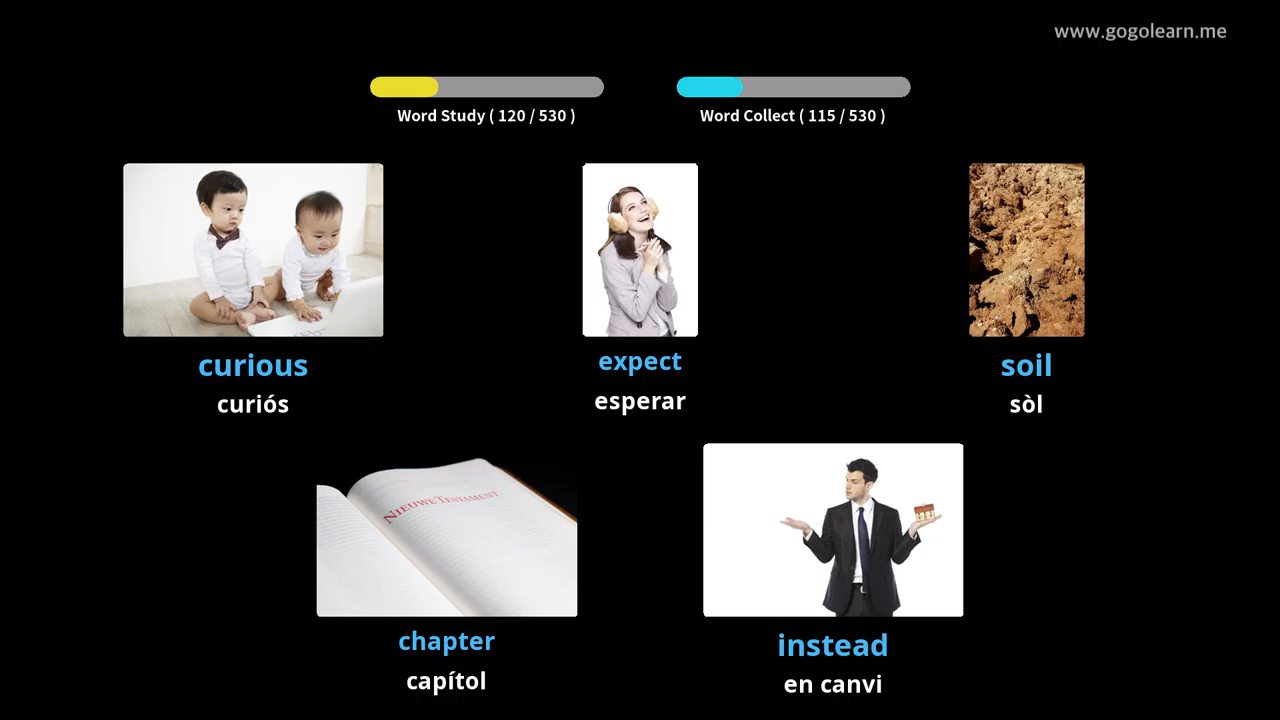 www.gogolearn.me
Word Study ( 120 / 530 )
Word Collect ( 115 / 530 )
curious
curiós
expect
esperar
soil
sòl
NIEUWE TESTAMENT
chapter
capítol
instead
en canvi